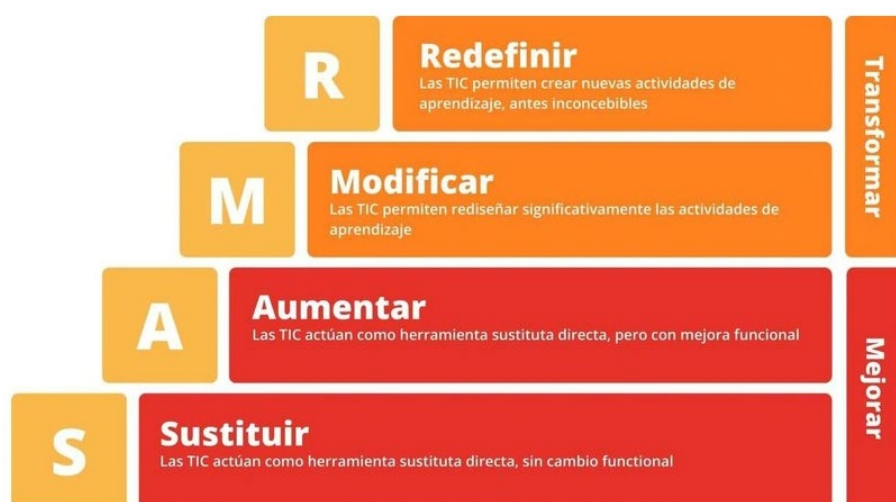 R
Redefinir
Las TIC permiten crear nuevas actividades de
aprendizaje, antes inconcebibles
M
Modificar
Las TIC permiten rediseñar significativamente las actividades de
aprendizaje
Transformar
A
Aumentar
Las TIC actúan como herramienta sustituta directa, pero con mejora funcional
S
Sustituir
Las TIC actúan como herramienta sustituta directa, sin cambio functional
Mejorar